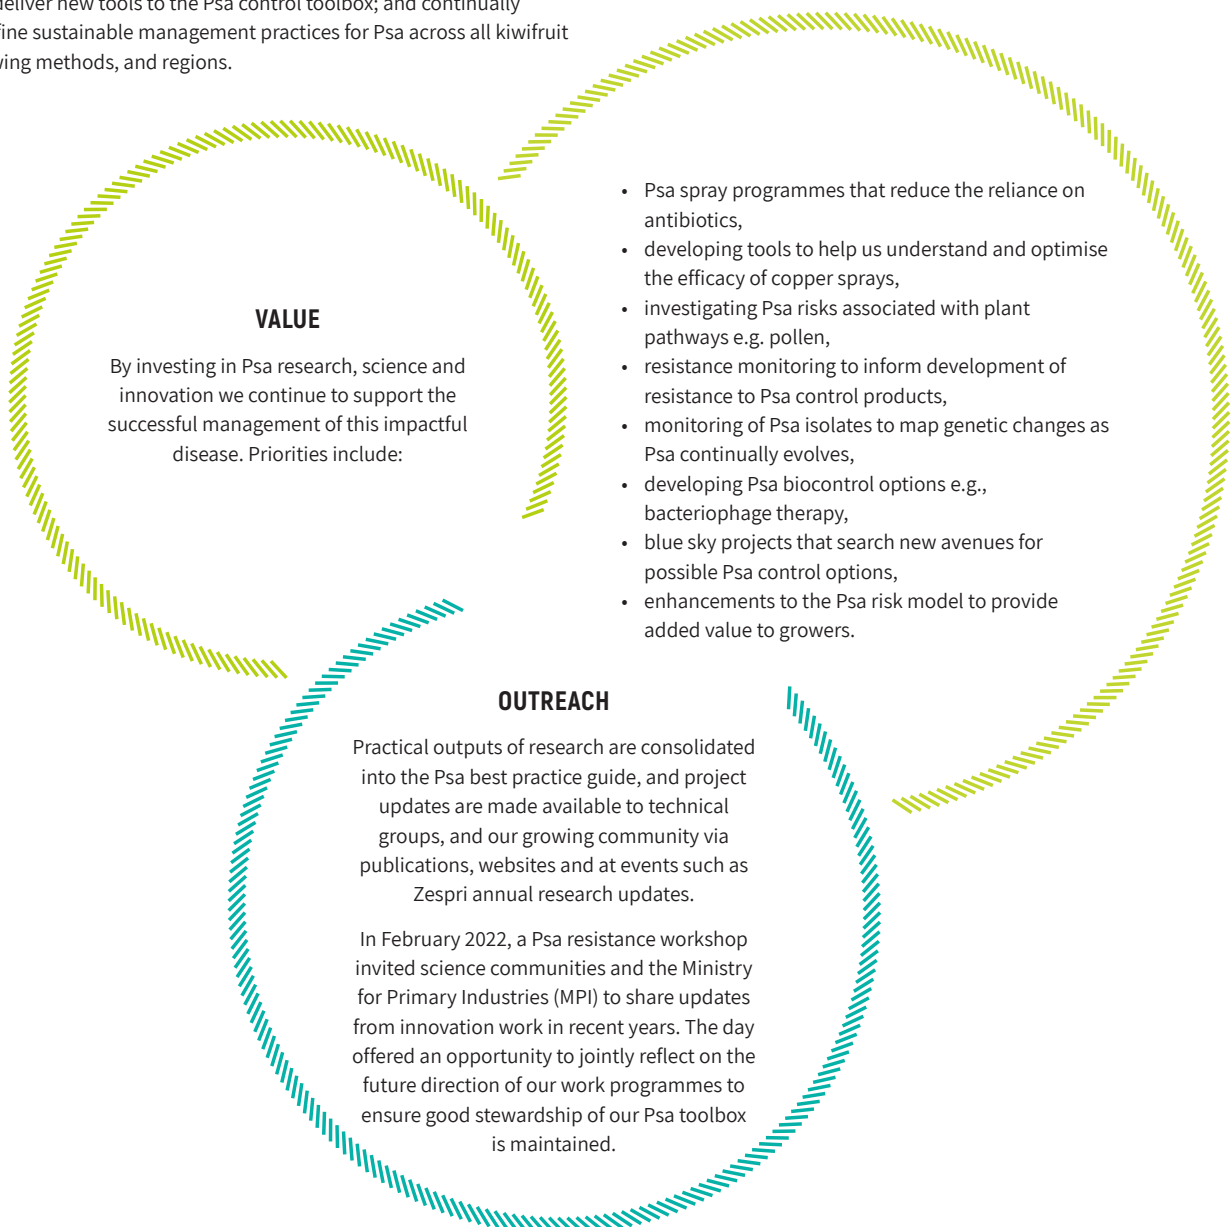 deliver new tools to the Psa control toolbox; and continually
fine sustainable management practices for Psa across all kiwifruit
ving methods, and regions.
VALUE
By investing in Psa research, science and
innovation we continue to support the
successful management of this impactful
disease. Priorities include:
• Psa spray programmes that reduce the reliance on
antibiotics,
• developing tools to help us understand and optimise
the efficacy of copper sprays,
• investigating Psa risks associated with plant
pathways e.g. pollen,
• resistance monitoring to inform development of
resistance to Psa control products,
• monitoring of Psa isolates to map genetic changes as
Psa continually evolves,
• developing Psa biocontrol options e.g.,
bacteriophage therapy,
• blue sky projects that search new avenues for
possible Psa control options,
• enhancements to the Psa risk model to provide
added value to growers.
OUTREACH
Practical outputs of research are consolidated
into the Psa best practice guide, and project
updates are made available to technical
groups, and our growing community via
publications, websites and at events such as
Zespri annual research updates.
In February 2022, a Psa resistance workshop
invited science communities and the Ministry
for Primary Industries (MPI) to share updates
from innovation work in recent years. The day
offered an opportunity to jointly reflect on the
future direction of our work programmes to
ensure good stewardship of our Psa toolbox
is maintained.